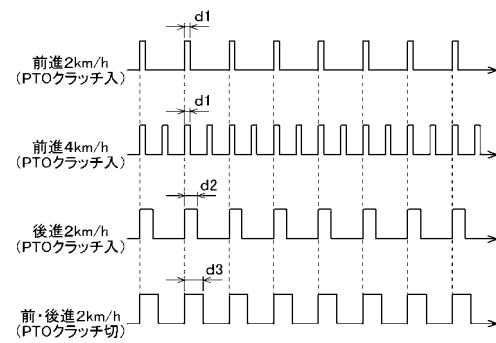 d1
前進2km/h
(PTOクラッチ入)
d1
前進4km/h
(PTOクラッチ入)
d2
後進2km/h
(PTOクラッチ入)
d3
前・後進2km/h
(PTOクラッチ切)